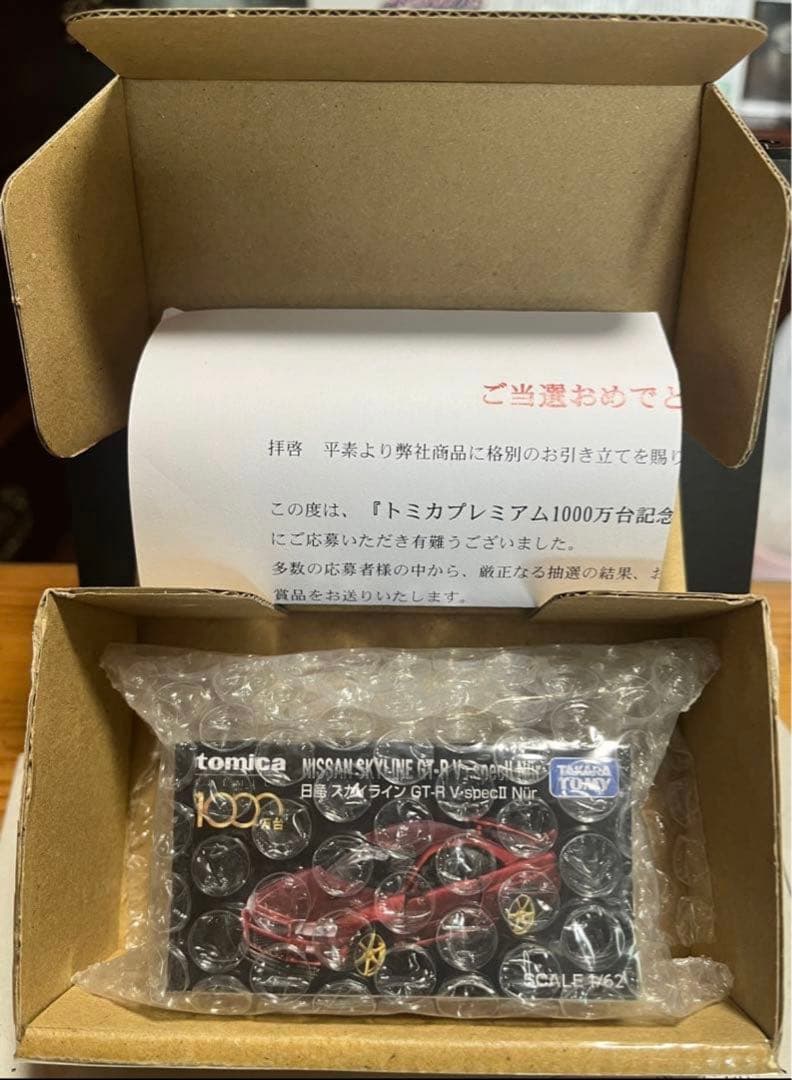 ご当選おめでと
拝啓 平素より弊社商品に格別のお引き立てを賜り
この度は、『トミカプレミアム1000万台記念
にご応募いただき有難うございました。
多数の応募者様の中から、厳正なる抽選の結果、お
賞品をお送りいたします。
tomica NISSAN SKYLINE GT-R V-specII Nür
日産 スカイライン GT-R V-specII Nür
TAKARA
TOMY
1000万台
SCALE 1/62